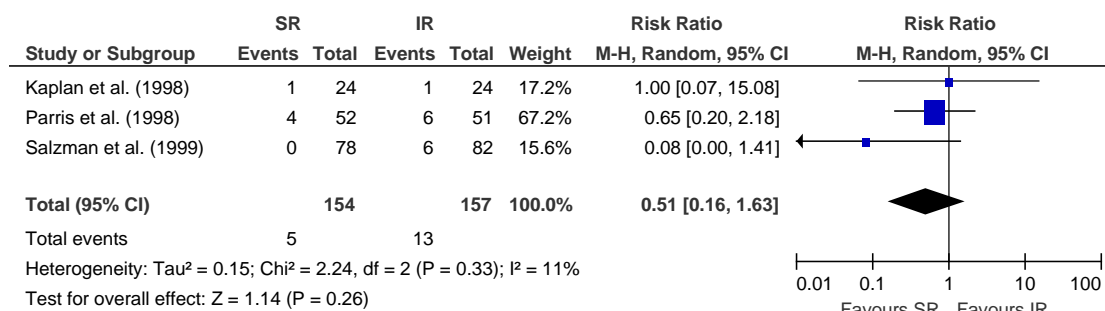 SR IR Risk Ratio Risk Ratio
Study or Subgroup Events Total Events Total Weight M-H, Random, 95% CI M-H, Random, 95% CI
Kaplan et al. (1998) 1 24 1 24 17.2% 1.00 [0.07, 15.08]
Parris et al. (1998) 4 52 6 51 67.2% 0.65 [0.20, 2.18]
Salzman et al. (1999) 0 78 6 82 15.6% 0.08 [0.00, 1.41]
Total (95% CI) 154 157 100.0% 0.51 [0.16, 1.63]
Total events 5 13
Heterogeneity: Tau² = 0.15; Chi² = 2.24, df = 2 (P = 0.33); I² = 11%
Test for overall effect: Z = 1.14 (P = 0.26)
0.01 0.1 1 10 100
Favours SR Favours IR